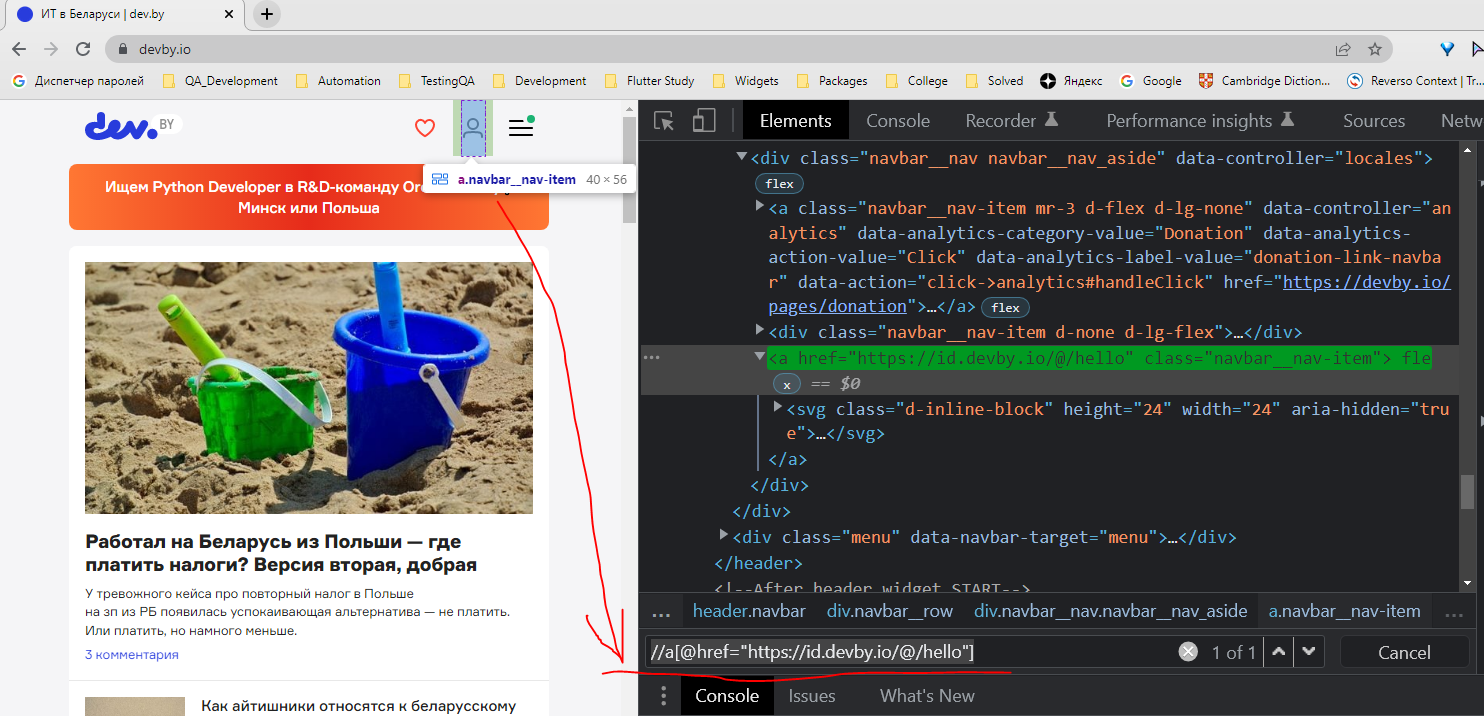 ИТ в Беларуси | dev.by
devby.io
Диспетчер паролей QA_Development Automation TestingQA Development Flutter Study Widgets Packages College Solved Яндекс Google Cambridge Diction... Reverso Context | Tr...
dev. BY
a.navbar__nav-item 40 × 56
Ищем Python Developer в R&D-команду
Минск или Польша
Работал на Беларусь из Польши — где
платить налоги? Версия вторая, добрая
У тревожного кейса про повторный налог в Польше
на зп из РБ появилась успокаивающая альтернатива — не платить.
Или платить, но намного меньше.
3 комментария
Как айтишники относятся к беларусскому
Elements Console Recorder Performance insights Sources Netw
<div class="navbar__nav navbar__nav_aside" data-controller="locales">
flex
<a class="navbar__nav-item mr-3 d-flex d-lg-none" data-controller="an
alytics" data-analytics-category-value="Donation" data-analytics-
action-value="Click" data-analytics-label-value="donation-link-navba
r" data-action="click->analytics#handleClick" href="https://devby.io/
pages/donation">…</a> flex
<div class="navbar__nav-item d-none d-lg-flex">…</div>
<a href="https://id.devby.io/@/hello" class="navbar__nav-item"> fle
x == $0
<svg class="d-inline-block" height="24" width="24" aria-hidden="tru
e">…</svg>
</a>
</div>
</div>
<div class="menu" data-navbar-target="menu">…</div>
</header>
<!--After header widget START-->
... header.navbar div.navbar__row div.navbar__nav.navbar__nav_aside a.navbar__nav-item ...
//a[@href="https://id.devby.io/@/hello"] 1 of 1 Cancel
Console Issues What's New